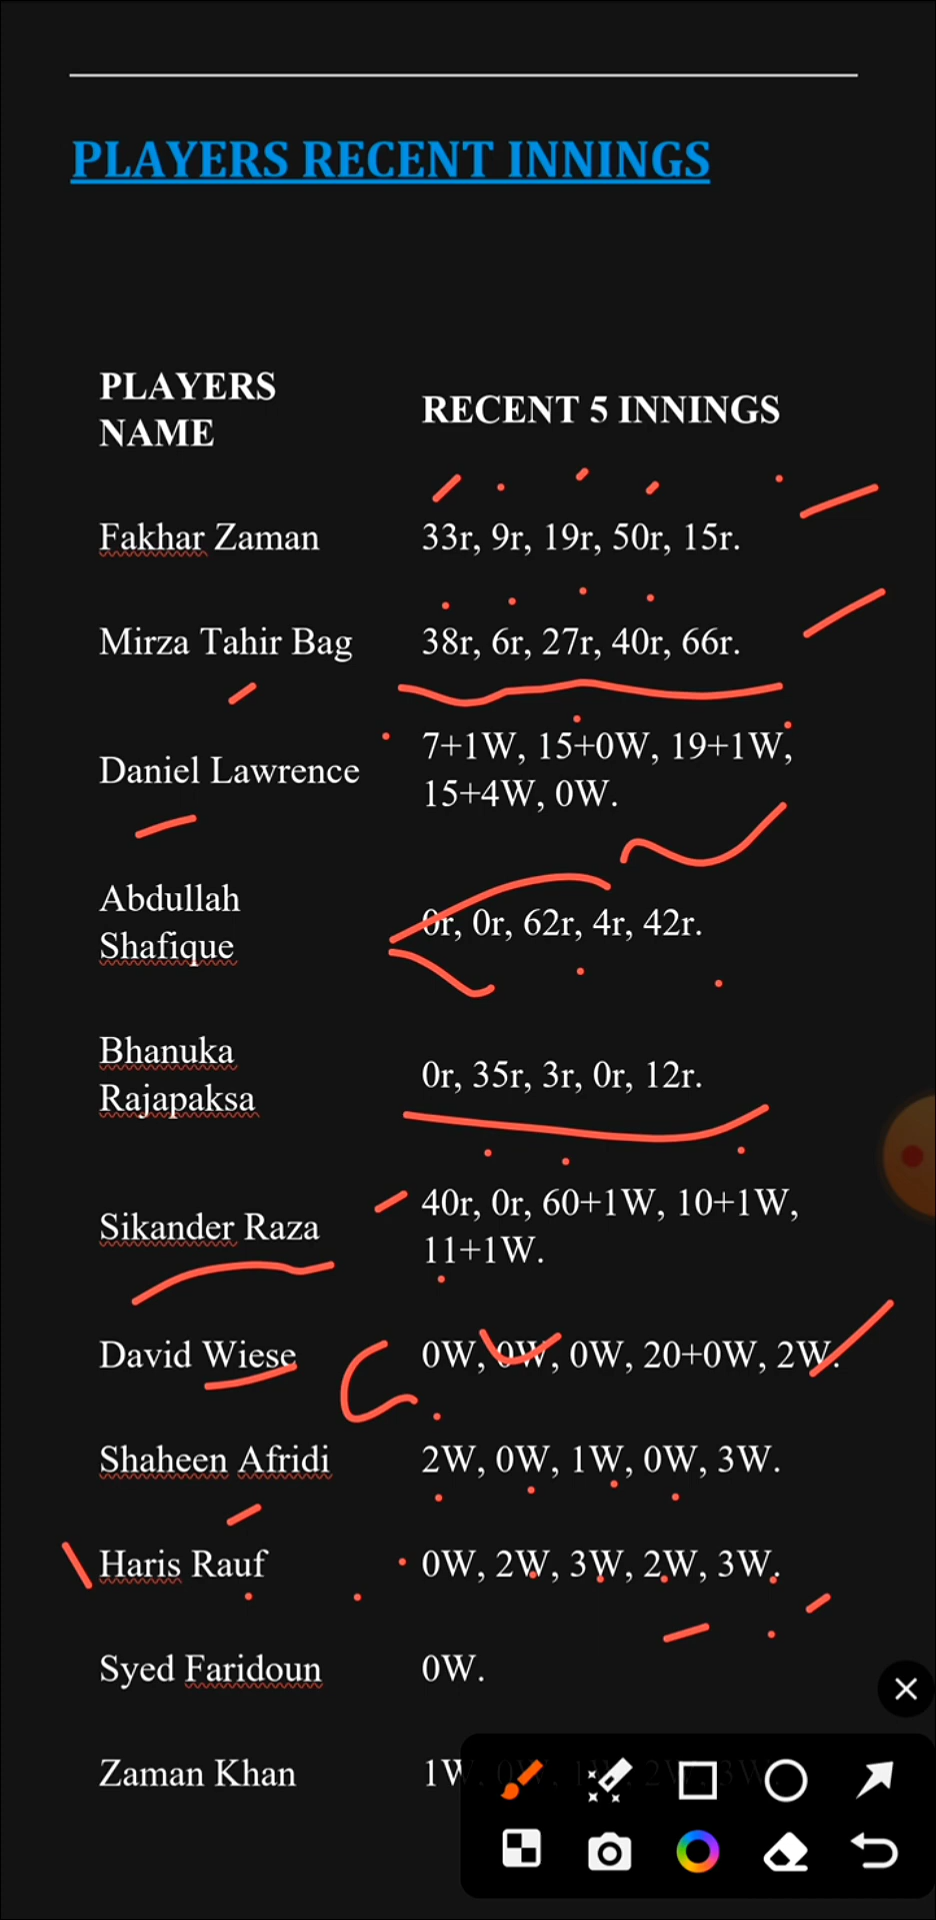 PLAYERS RECENT INNINGS
PLAYERS
NAME
RECENT 5 INNINGS
Fakhar Zaman
33r, 9r, 19r, 50r, 15r.
Mirza Tahir Bag
38r, 6r, 27r, 40r, 66r.
Daniel Lawrence
7+1W, 15+0W, 19+1W,
15+4W, 0W.
Abdullah
Shafique
0r, 0r, 62r, 4r, 42r.
Bhanuka
Rajapaksa
0r, 35r, 3r, 0r, 12r.
Sikander Raza
40r, 0r, 60+1W, 10+1W,
11+1W.
David Wiese
0W, 0W, 0W, 20+0W, 2W.
Shaheen Afridi
2W, 0W, 1W, 0W, 3W.
Haris Rauf
0W, 2W, 3W, 2W, 3W.
Syed Faridoun
0W.
Zaman Khan
1W